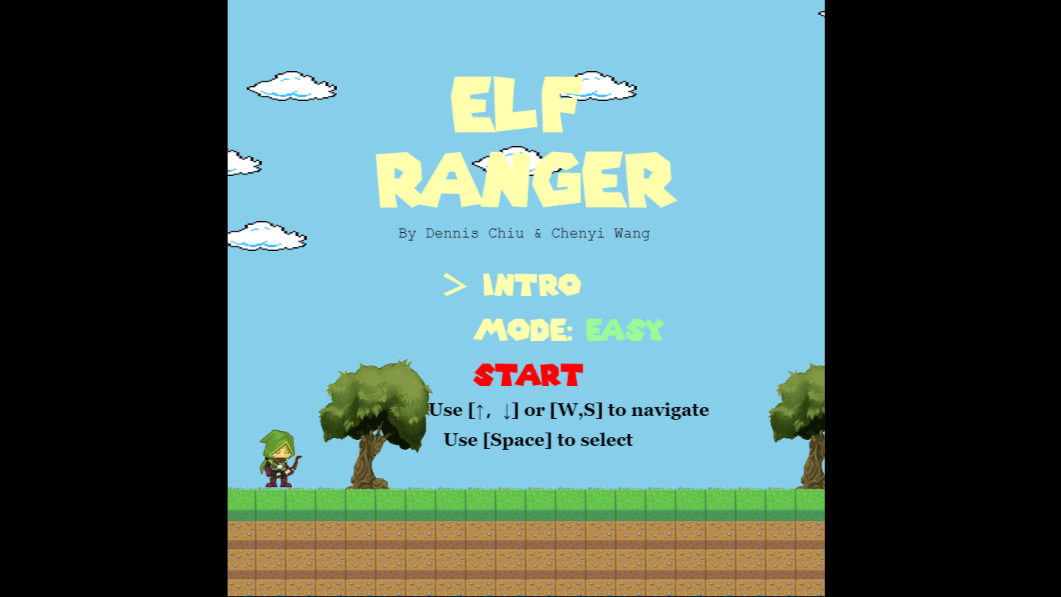 ELF
RANGER
By Dennis Chiu & Chenyi Wang
> INTRO
MODE: EASY
START
Use [↑, ↓] or [W,S] to navigate
Use [Space] to select